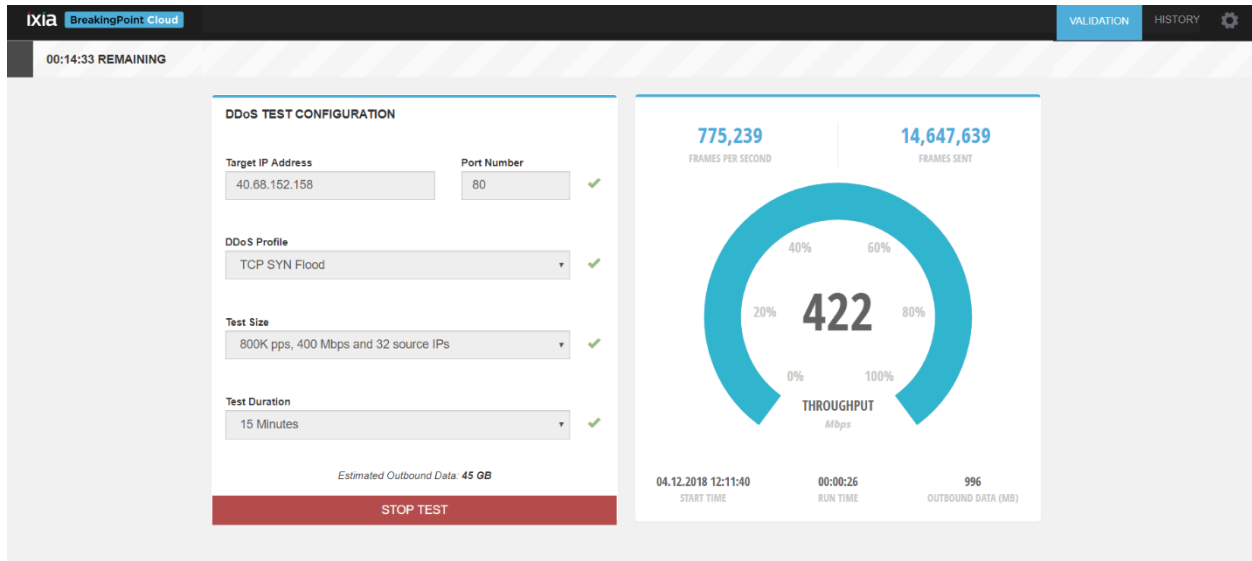 ixia BreakingPoint Cloud VALIDATION HISTORY
00:14:33 REMAINING
DDoS TEST CONFIGURATION
Target IP Address Port Number
40.68.152.158 80
DDoS Profile
TCP SYN Flood
Test Size
800K pps, 400 Mbps and 32 source IPs
Test Duration
15 Minutes
Estimated Outbound Data: 45 GB
STOP TEST
775,239 14,647,639
FRAMES PER SECOND FRAMES SENT
40% 60%
20% 422 80%
0% 100%
THROUGHPUT
Mbps
04.12.2018 12:11:40 00:00:26 996
START TIME RUN TIME OUTBOUND DATA (MB)